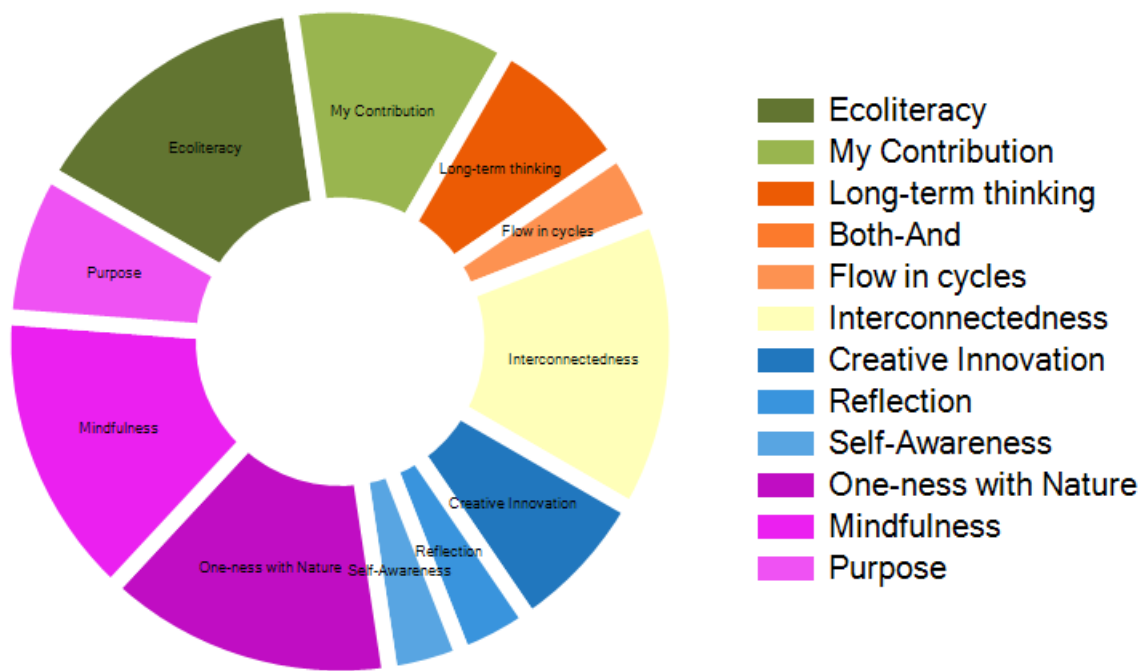 My Contribution
Ecoliteracy
Long-term thinking
Flow in cycles
Purpose
Interconnectedness
Mindfulness
Creative Innovation
Reflection
One-ness with Nature
Self-Awareness
Ecoliteracy
My Contribution
Long-term thinking
Both-And
Flow in cycles
Interconnectedness
Creative Innovation
Reflection
Self-Awareness
One-ness with Nature
Mindfulness
Purpose